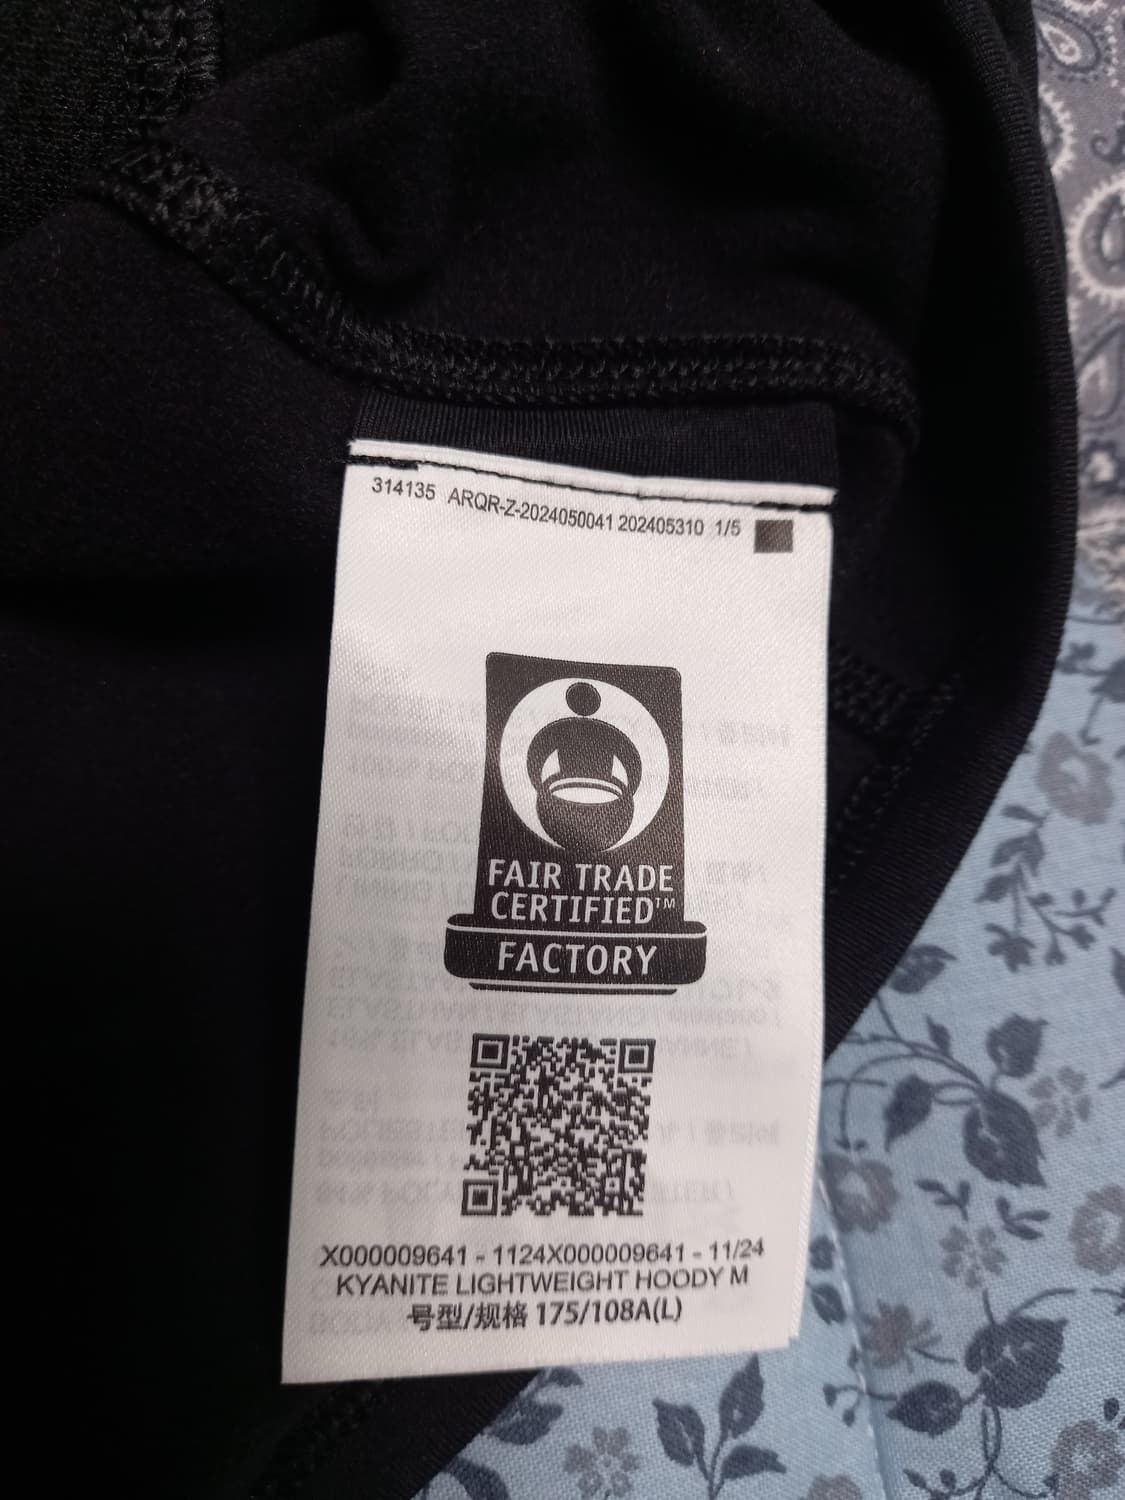 314135 ARQR-Z-2024050041 202405310 1/5
FAIR TRADE
CERTIFIED™
FACTORY
X000009641 - 1124X000009641 - 11/24
KYANITE LIGHTWEIGHT HOODY M
号型/规格 175/108A(L)